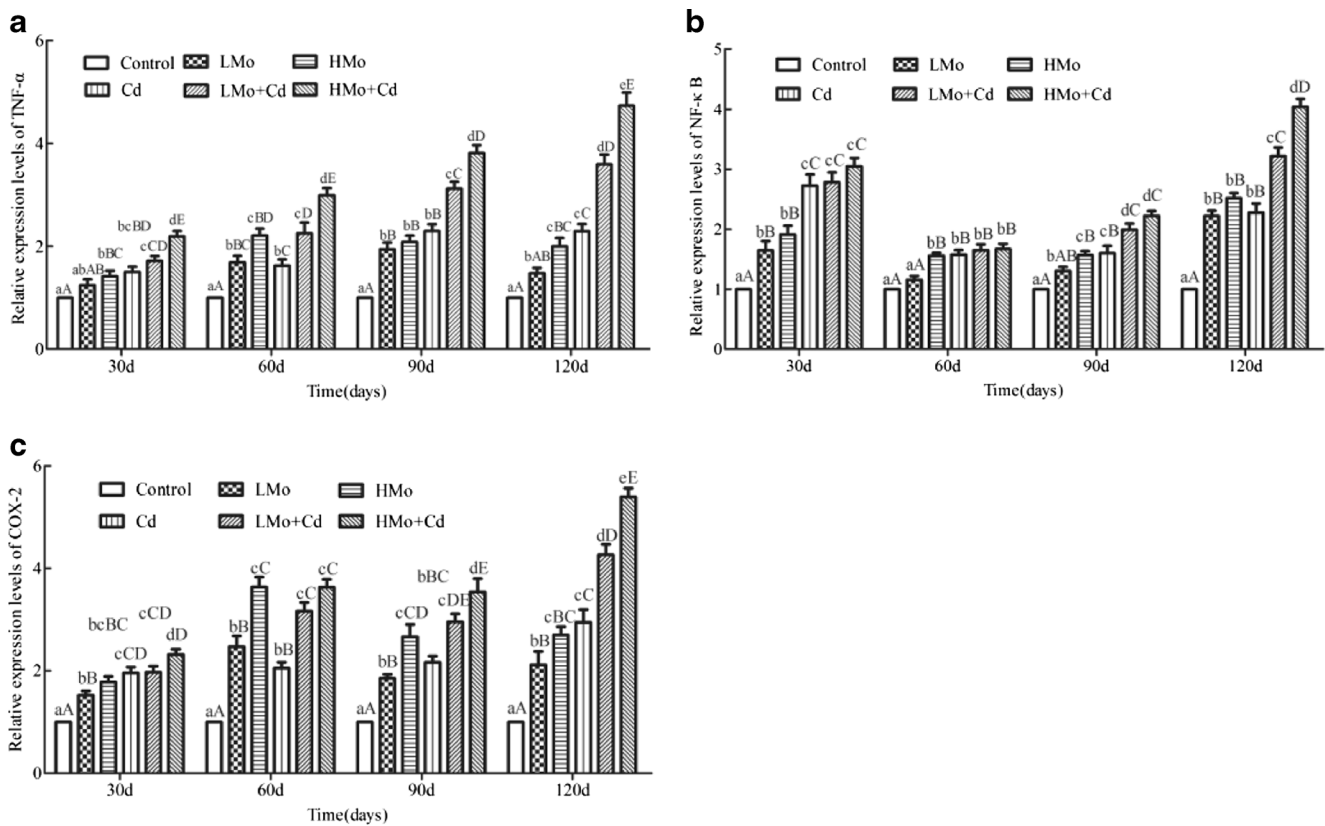 a
6
4
2
0
Relative expression levels of TNF-α
Control LMo HMo
Cd LMo+Cd HMo+Cd
aA abAB bBC bcBD cCD dE
aA bBC cBD bC cD dE
aA bB bB bB cC dD
aA bAB cBC cC dD eE
30d 60d 90d 120d
Time(days)
b
5
4
3
2
1
0
Relative expression levels of NF-κ B
Control LMo HMo
Cd LMo+Cd HMo+Cd
aA bB bB cC cC cC
aA aA bB bB bB bB
aA bAB cB cB dC dC
aA bB bB bB cC dD
30d 60d 90d 120d
Time(days)
c
6
4
2
0
Relative expression levels of COX-2
Control LMo HMo
Cd LMo+Cd HMo+Cd
aA bB bcBC cCD cCD dD
aA bB cC bB cC cC
aA bB cCD bBC cDE dE
aA bB cBC cC dD eE
30d 60d 90d 120d
Time(days)